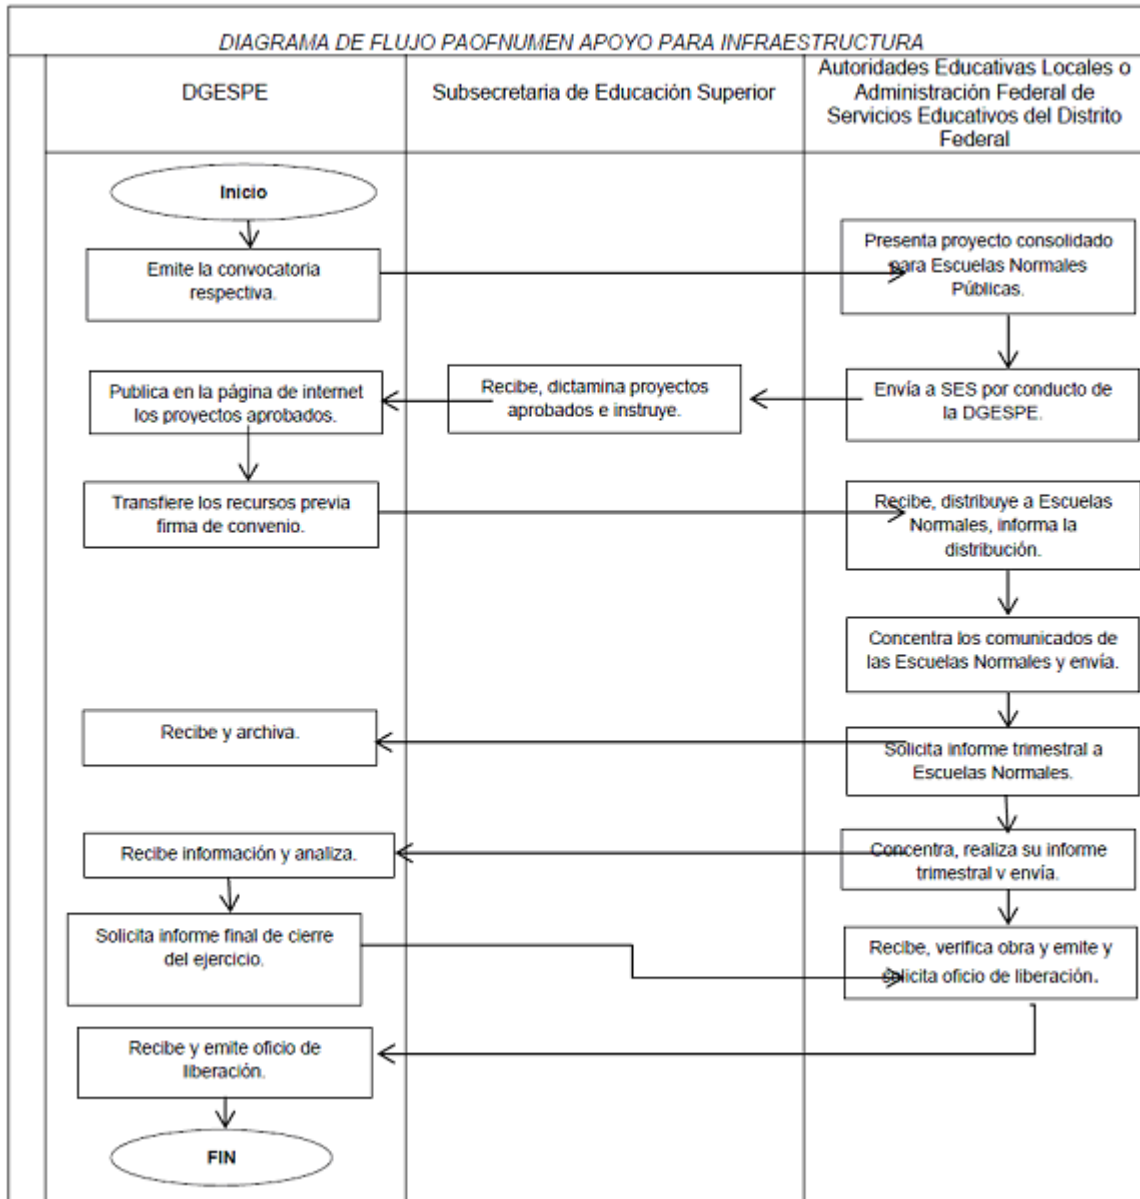 DIAGRAMA DE FLUJO PAOFNUMEN APOYO PARA INFRAESTRUCTURA
DGESPE
Subsecretaria de Educación Superior
Autoridades Educativas Locales o
Administración Federal de
Servicios Educativos del Distrito
Federal
Inicio
Emite la convocatoria
respectiva.
Presenta proyecto consolidado
para Escuelas Normales
Públicas.
Publica en la página de internet
los proyectos aprobados.
Recibe, dictamina proyectos
aprobados e instruye.
Envía a SES por conducto de
la DGESPE.
Transfiere los recursos previa
firma de convenio.
Recibe, distribuye a Escuelas
Normales, informa la
distribución.
Concentra los comunicados de
las Escuelas Normales y envía.
Recibe y archiva.
Solicita informe trimestral a
Escuelas Normales.
Recibe información y analiza.
Concentra, realiza su informe
trimestral y envía.
Solicita informe final de cierre
del ejercicio.
Recibe, verifica obra y emite y
solicita oficio de liberación.
Recibe y emite oficio de
liberación.
FIN